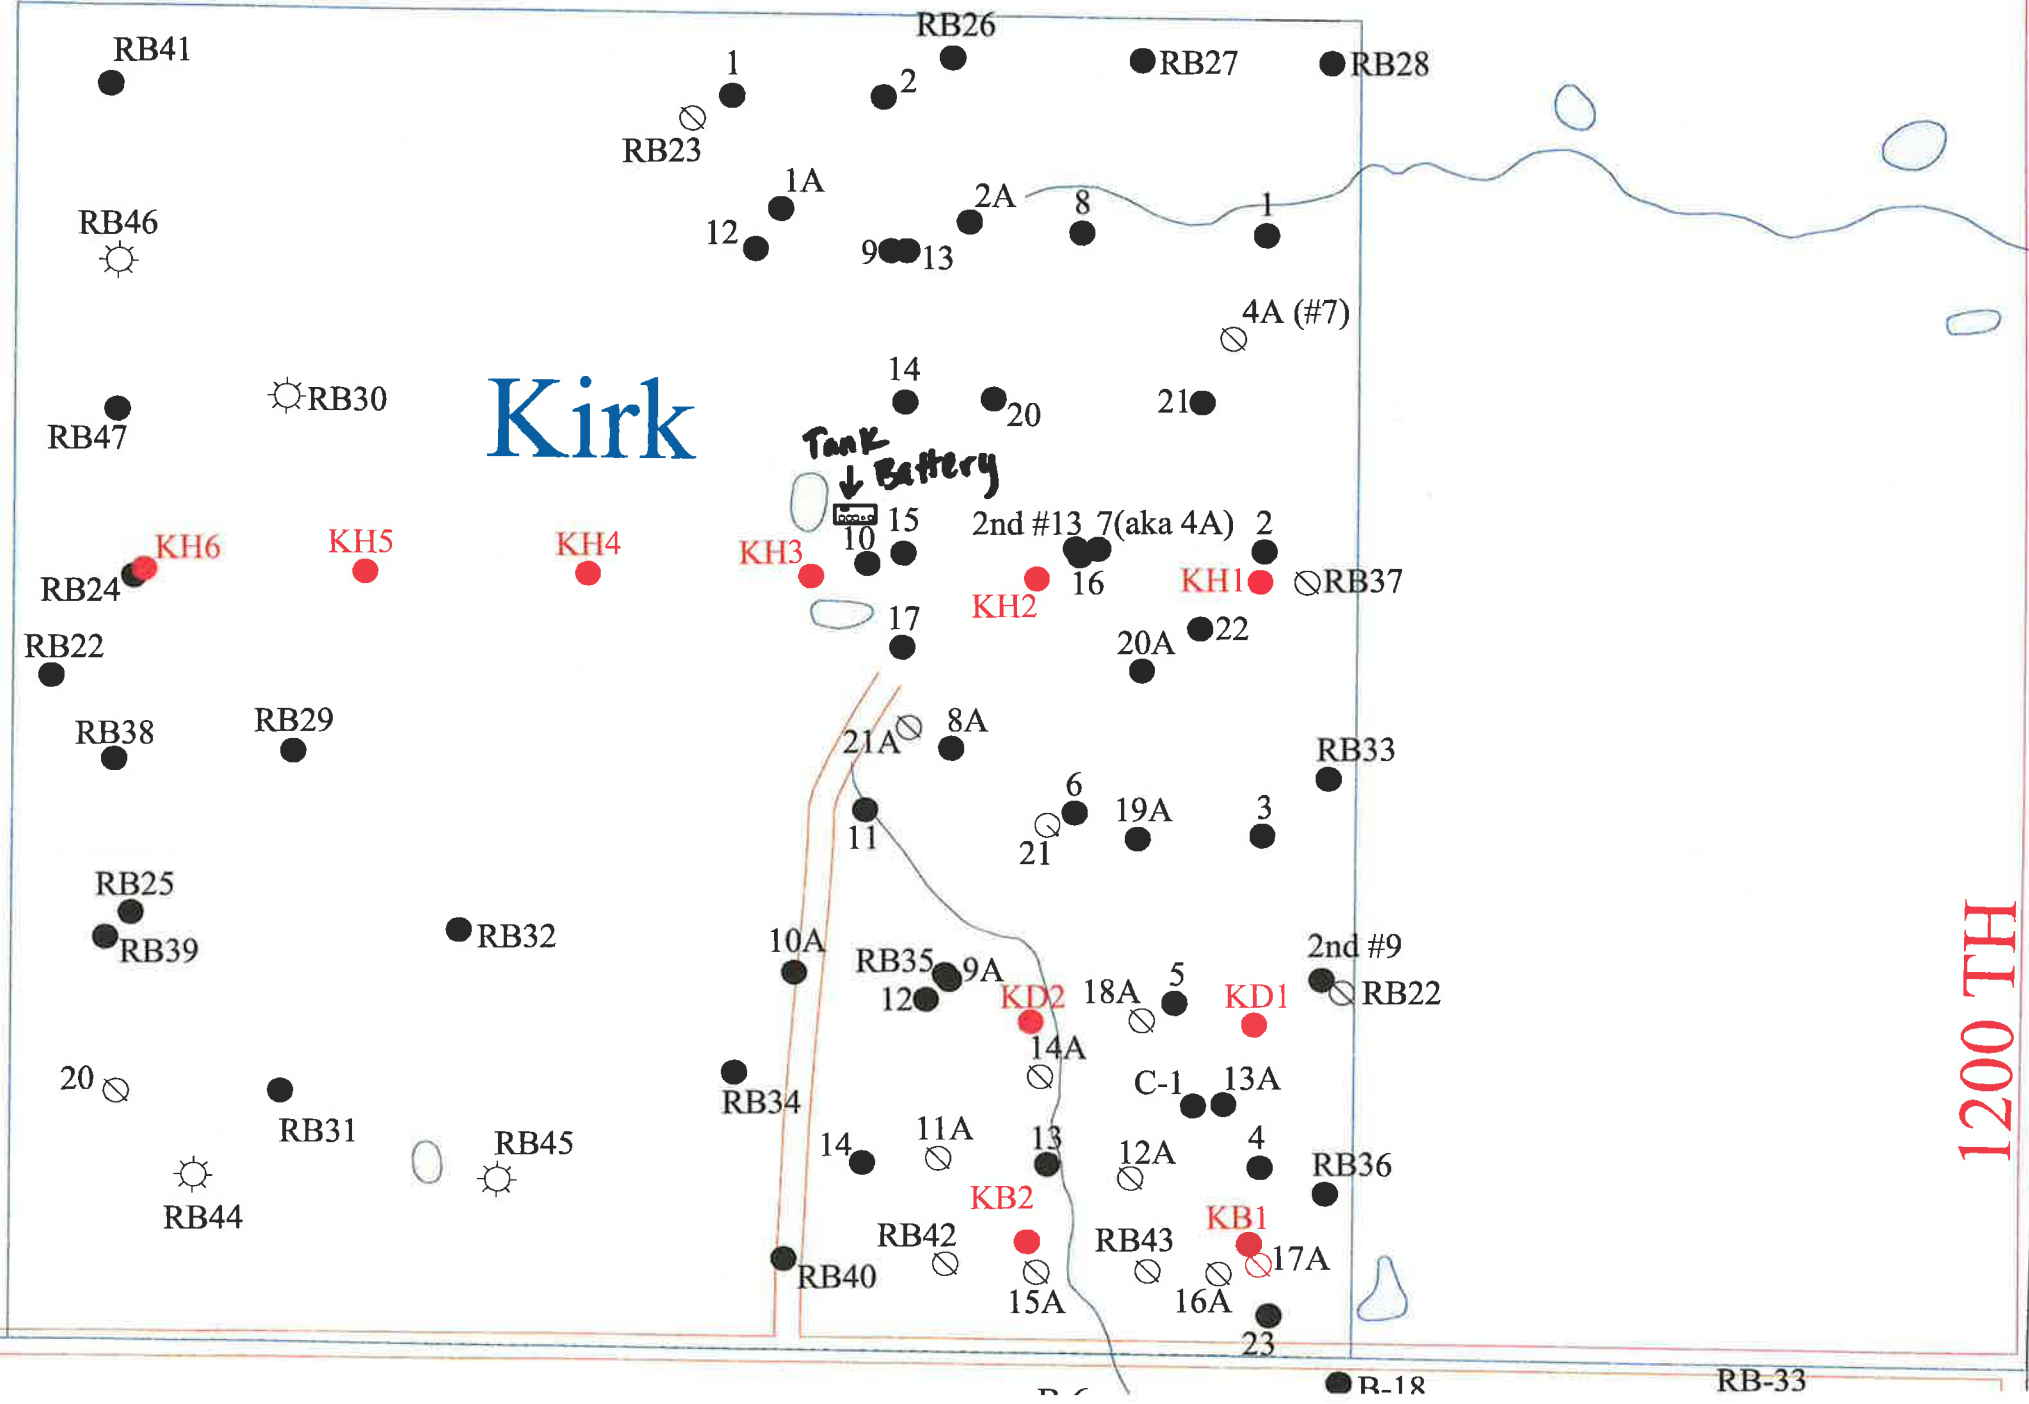 RB26
RB41
1
2
RB27
RB28
RB23
1A
2A
8
1
RB46
12
9
13
4A (#7)
14
RB30
20
21
Kirk
RB47
Tank
Battery
15
2nd #13
7(aka 4A)
2
10
KH6
KH5
KH4
KH3
RB24
16
KH1
RB37
KH2
17
22
RB22
20A
RB38
RB29
21A
8A
RB33
6
19A
3
11
21
RB25
RB39
RB32
10A
RB35
9A
2nd #9
12
KD2
18A
5
KD1
RB22
14A
20
RB31
RB34
C-1
13A
14
11A
13
12A
4
RB36
RB45
RB44
KB2
KB1
RB42
RB43
17A
RB40
15A
16A
23
1200 TH
B-18
RB-33